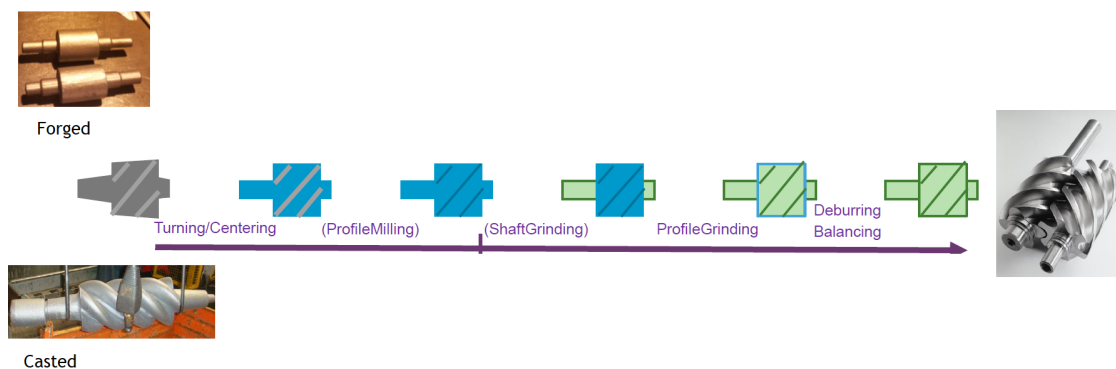 Forged
Turning/Centering
(ProfileMilling)
(ShaftGrinding)
ProfileGrinding
Deburring
Balancing
Casted